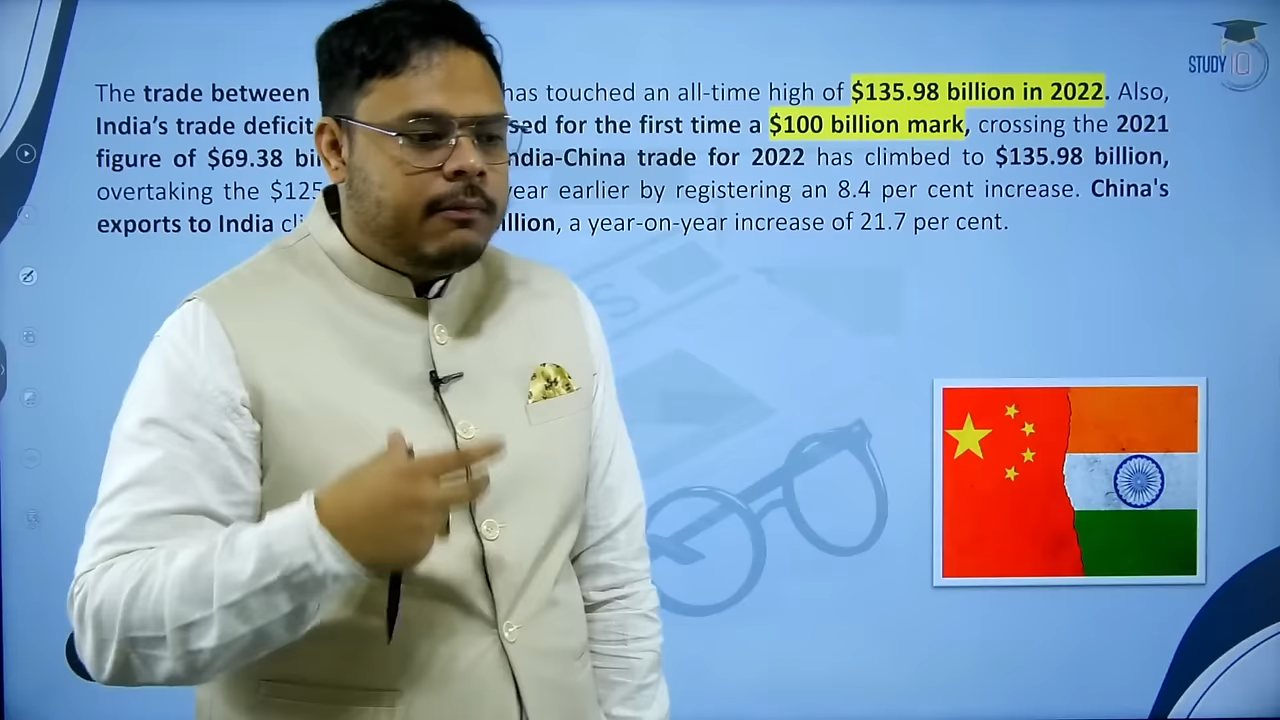 STUDY IQ
The trade between has touched an all-time high of $135.98 billion in 2022. Also,
India's trade deficit for the first time a $100 billion mark, crossing the 2021
figure of $69.38 India-China trade for 2022 has climbed to $135.98 billion,
overtaking the $125 year earlier by registering an 8.4 per cent increase. China's
exports to India a year-on-year increase of 21.7 per cent.